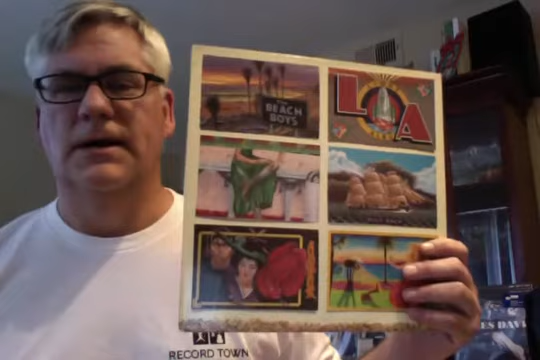 THE
BEACH
BOYS
L A
RECORD TOWN
ES DAVI